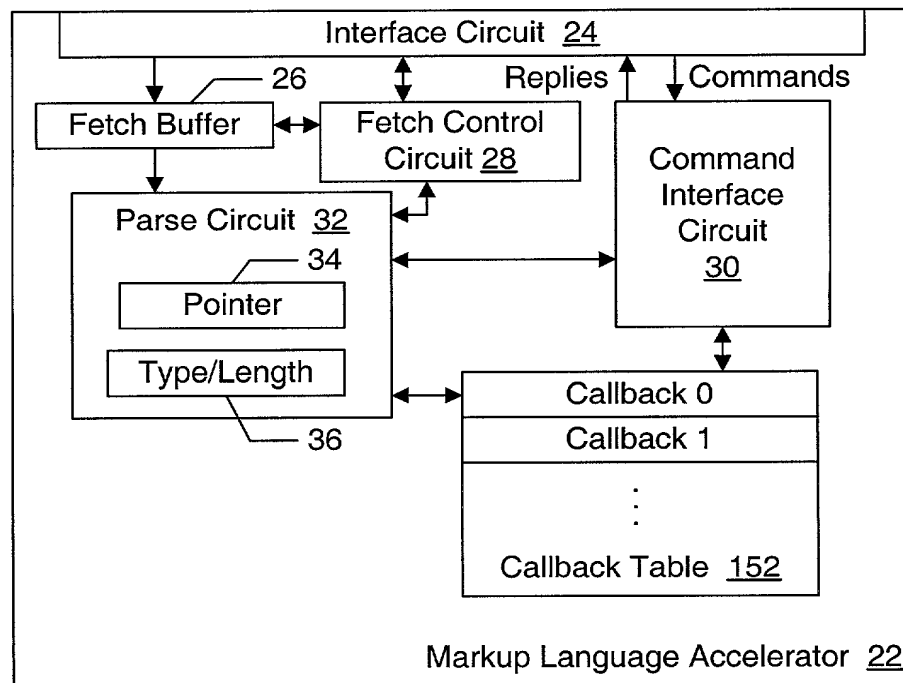 Interface Circuit 24
Replies
Commands
26
Fetch Buffer
Fetch Control
Circuit 28
Command
Interface
Circuit
30
Parse Circuit 32
34
Pointer
Type/Length
36
Callback 0
Callback 1
Callback Table 152
Markup Language Accelerator 22